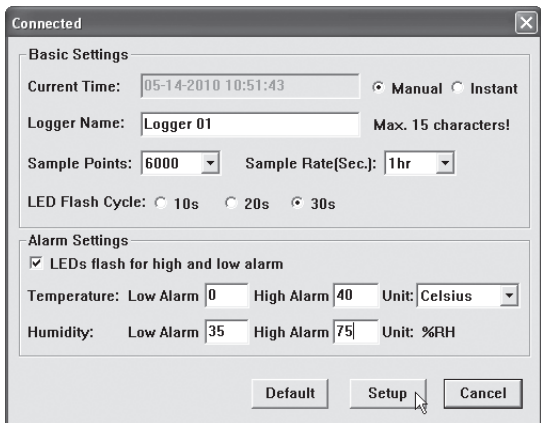 Connected
Basic Settings
Current Time: 05-14-2010 10:51:43 Manual Instant
Logger Name: Logger 01 Max. 15 characters!
Sample Points: 6000 Sample Rate(Sec.): 1hr
LED Flash Cycle: 10s 20s 30s
Alarm Settings
LEDs flash for high and low alarm
Temperature: Low Alarm 0 High Alarm 40 Unit: Celsius
Humidity: Low Alarm 35 High Alarm 75 Unit: %RH
Default Setup Cancel